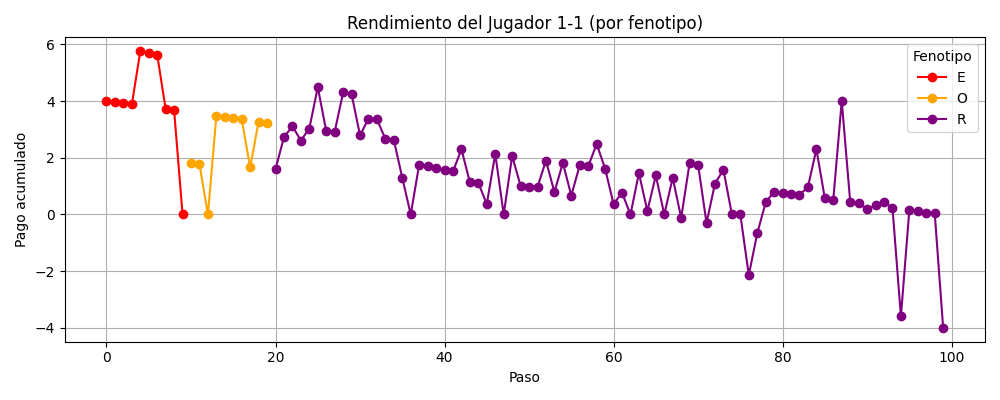 Rendimiento del Jugador 1-1 (por fenotipo)
Pago acumulado
6
4
2
0
−2
−4
Fenotipo
E
O
R
0
20
40
60
80
100
Paso